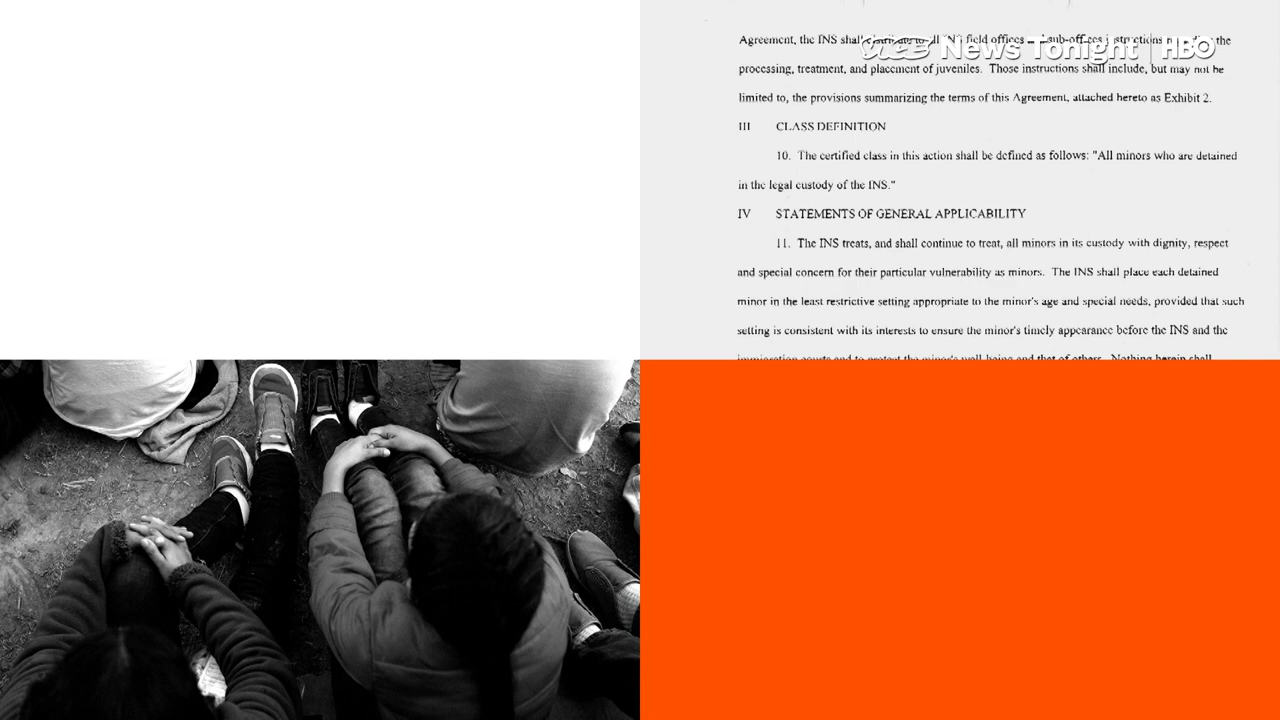 Agreement, the INS shall distribute to all INS field offices sub-offices instructions the
VICE News Tonight | HBO
processing, treatment, and placement of juveniles. Those instructions shall include, but may not be
limited to, the provisions summarizing the terms of this Agreement, attached hereto as Exhibit 2.
III CLASS DEFINITION
10. The certified class in this action shall be defined as follows: "All minors who are detained
in the legal custody of the INS."
IV STATEMENTS OF GENERAL APPLICABILITY
11. The INS treats, and shall continue to treat, all minors in its custody with dignity, respect
and special concern for their particular vulnerability as minors. The INS shall place each detained
minor in the least restrictive setting appropriate to the minor's age and special needs, provided that such
setting is consistent with its interests to ensure the minor's timely appearance before the INS and the
immigration courts and to protect the minor's well-being and that of others. Nothing herein shall